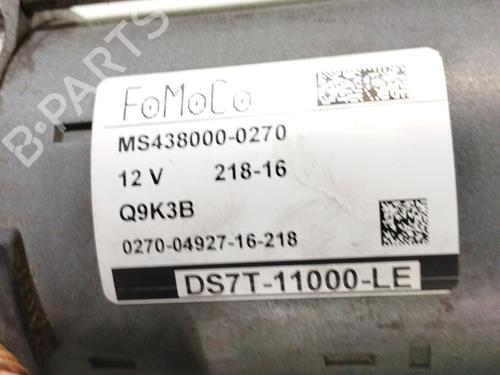 FoMoCo
MS438000-0270
12 V 218-16
Q9K3B
0270-04927-16-218
DS7T-11000-LE
B-PARTS